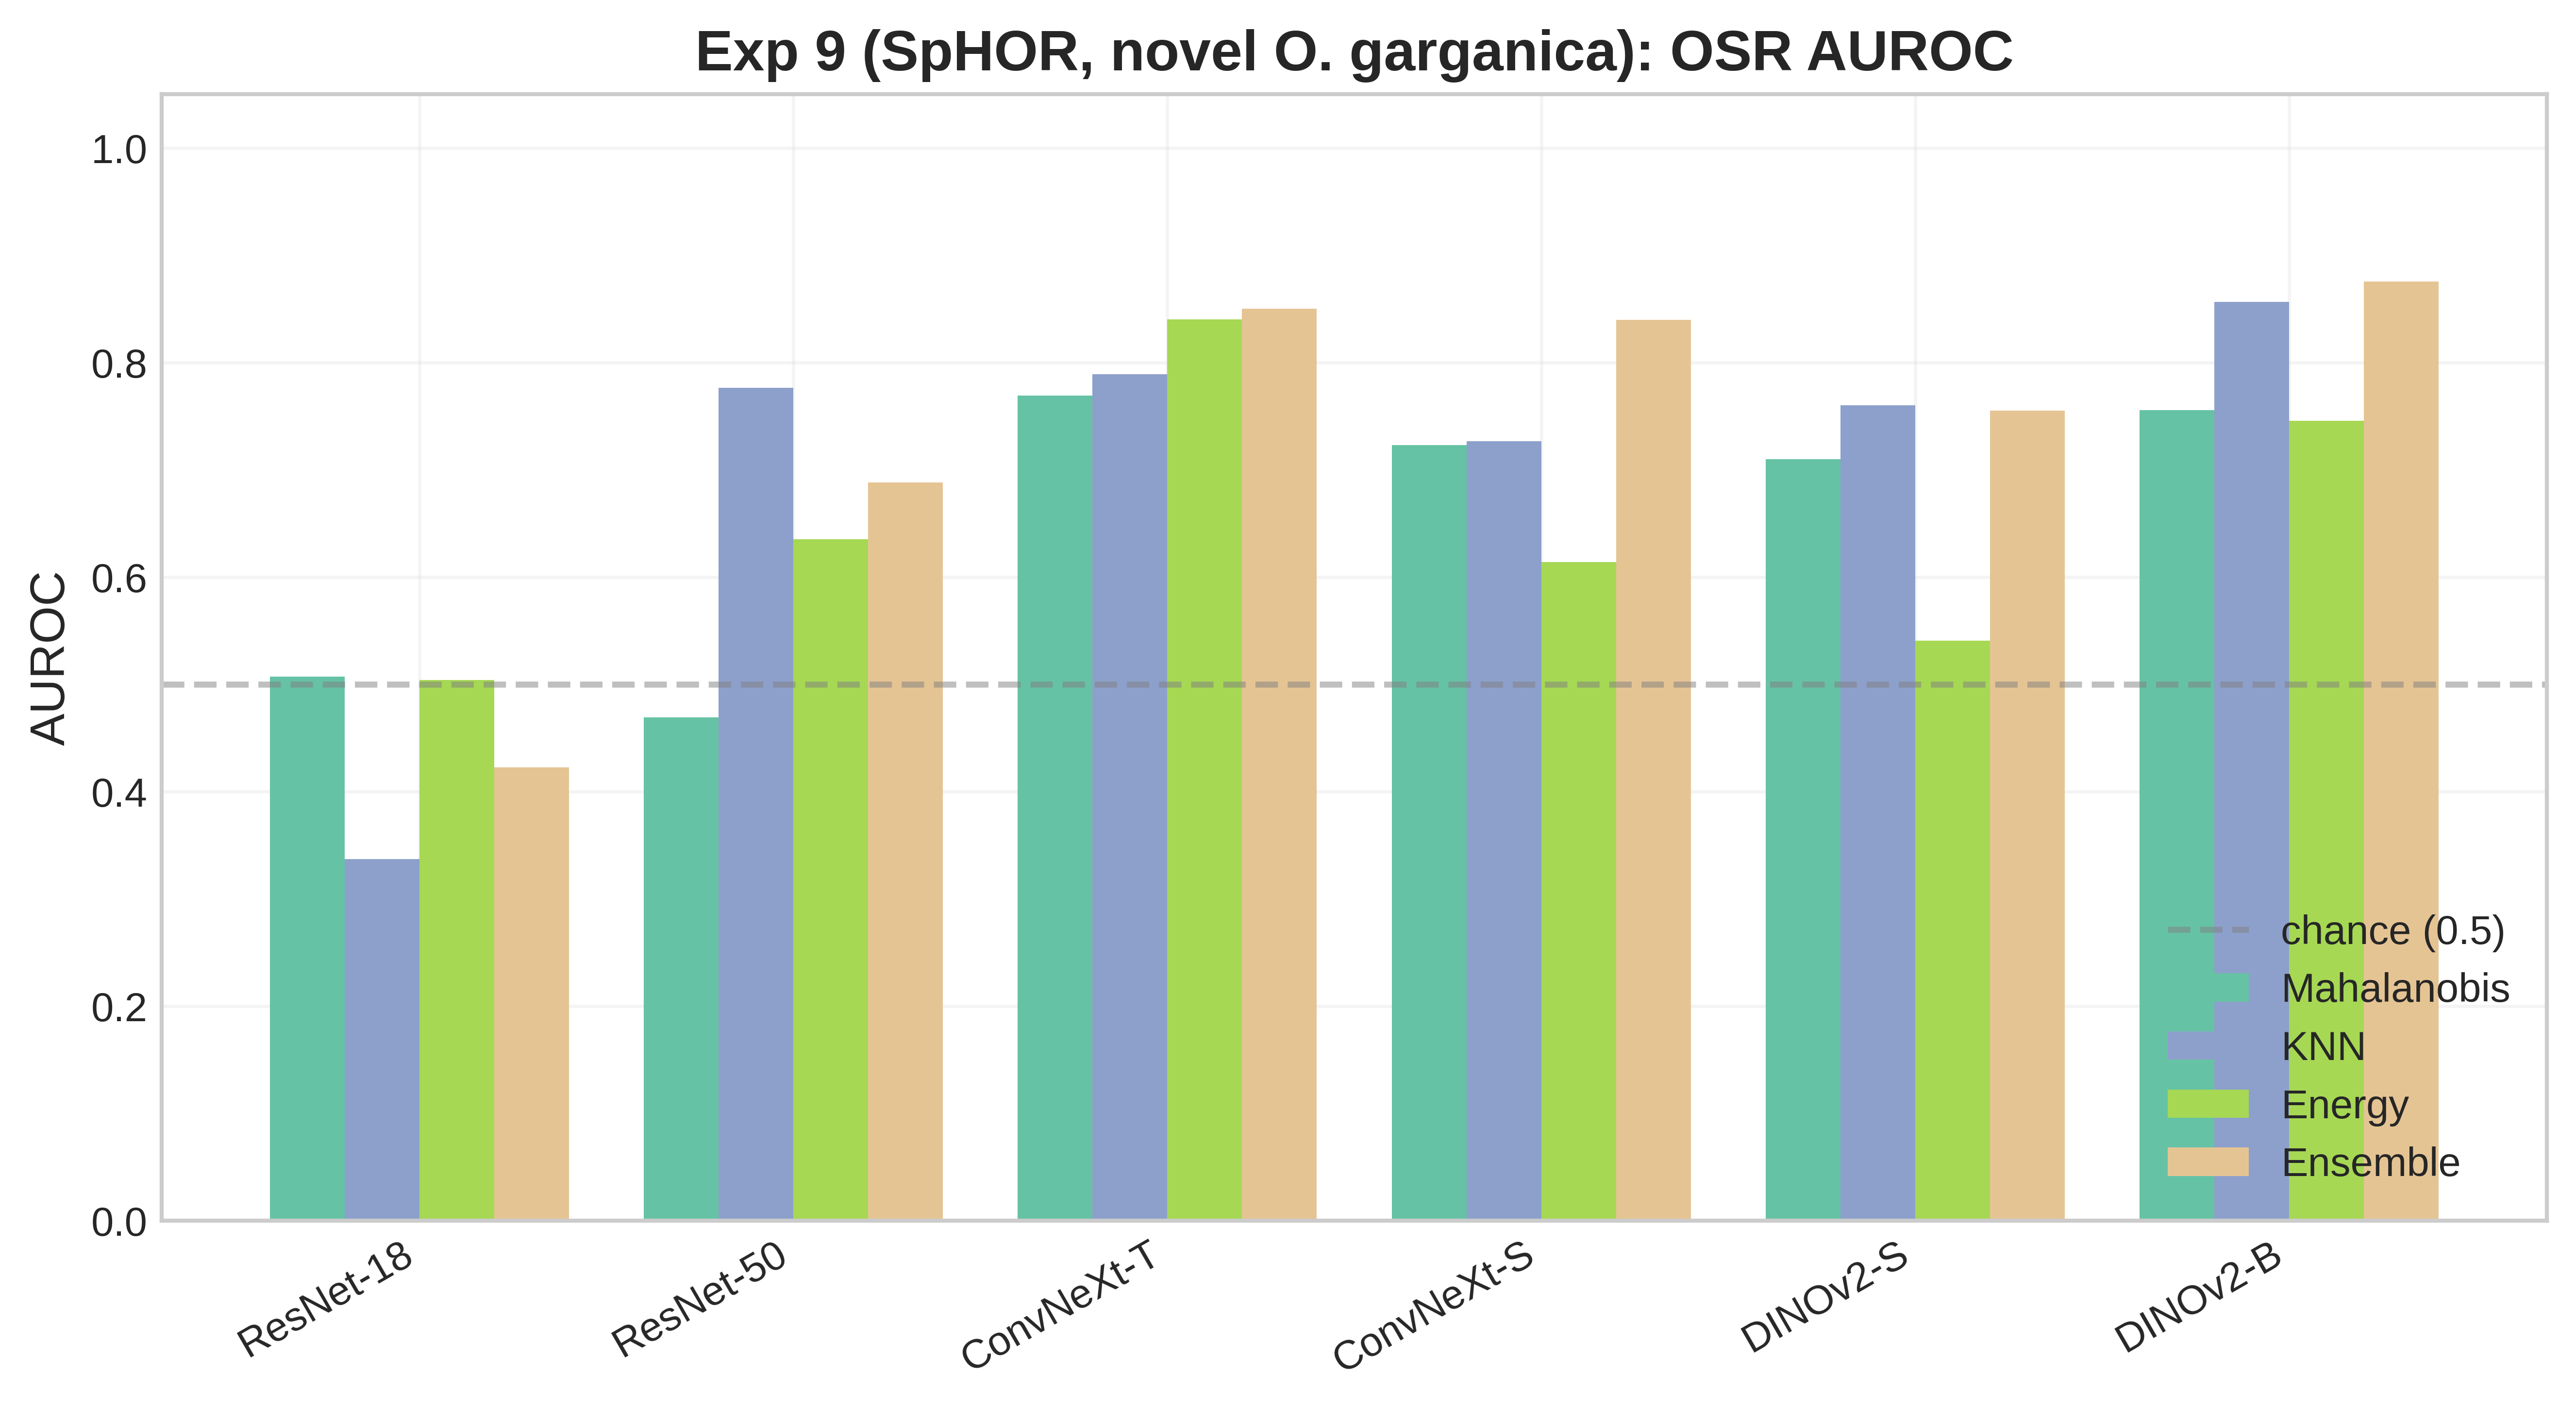 Exp 9 (SpHOR, novel O. garganica): OSR AUROC
AUROC
1.0
0.8
0.6
0.4
0.2
0.0
chance (0.5)
Mahalanobis
KNN
Energy
Ensemble
ResNet-18
ResNet-50
ConvNeXt-T
ConvNeXt-S
DINOv2-S
DINOv2-B